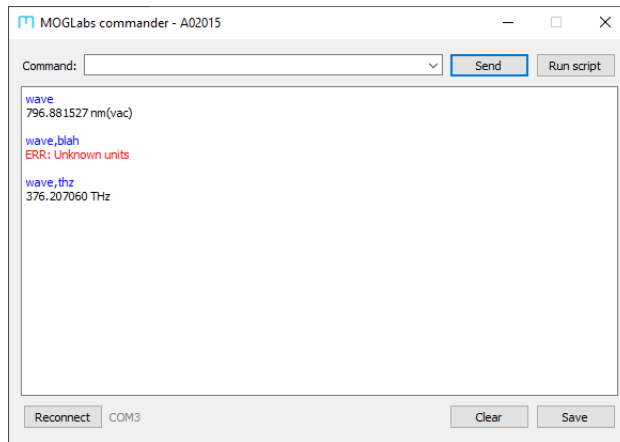 MOGLabs commander - A02015
Command: Send Run script
wave
796.881527 nm(vac)
wave,blah
ERR: Unknown units
wave,thz
376.207060 THz
Reconnect COM3 Clear Save